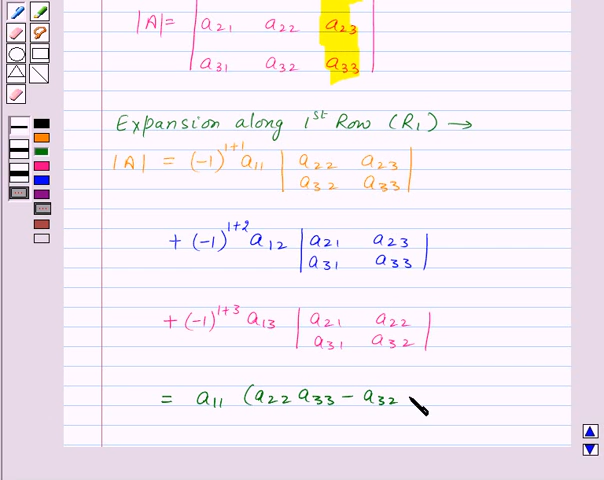 |A| = | a21 a22 a23 |
| a31 a32 a33 |
Expansion along 1st Row (R1) →
|A| = (-1)^1+1 a11 | a22 a23 |
| a32 a33 |
+ (-1)^1+2 a12 | a21 a23 |
| a31 a33 |
+ (-1)^1+3 a13 | a21 a22 |
| a31 a32 |
= a11 (a22 a33 - a32